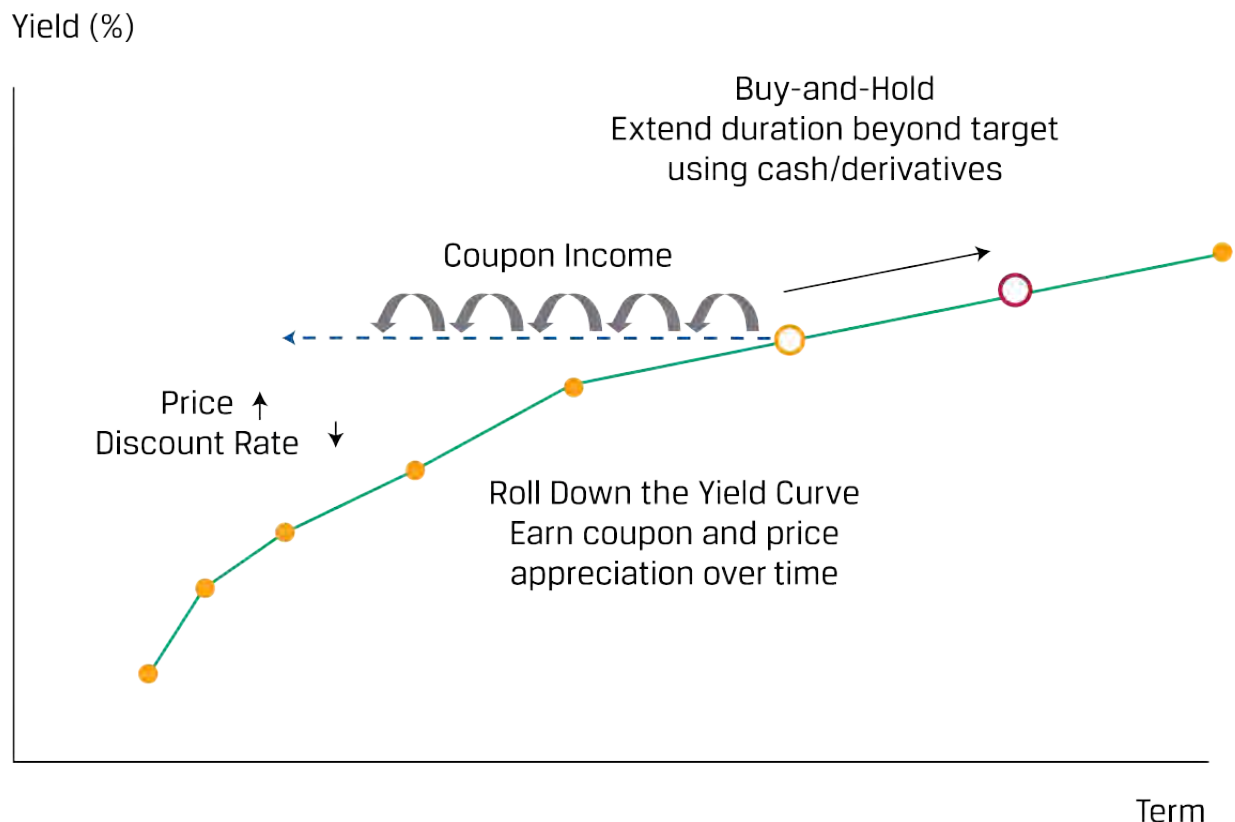 Yield (%)
Buy-and-Hold
Extend duration beyond target
using cash/derivatives
Coupon Income
Price
Discount Rate
Roll Down the Yield Curve
Earn coupon and price
appreciation over time
Term